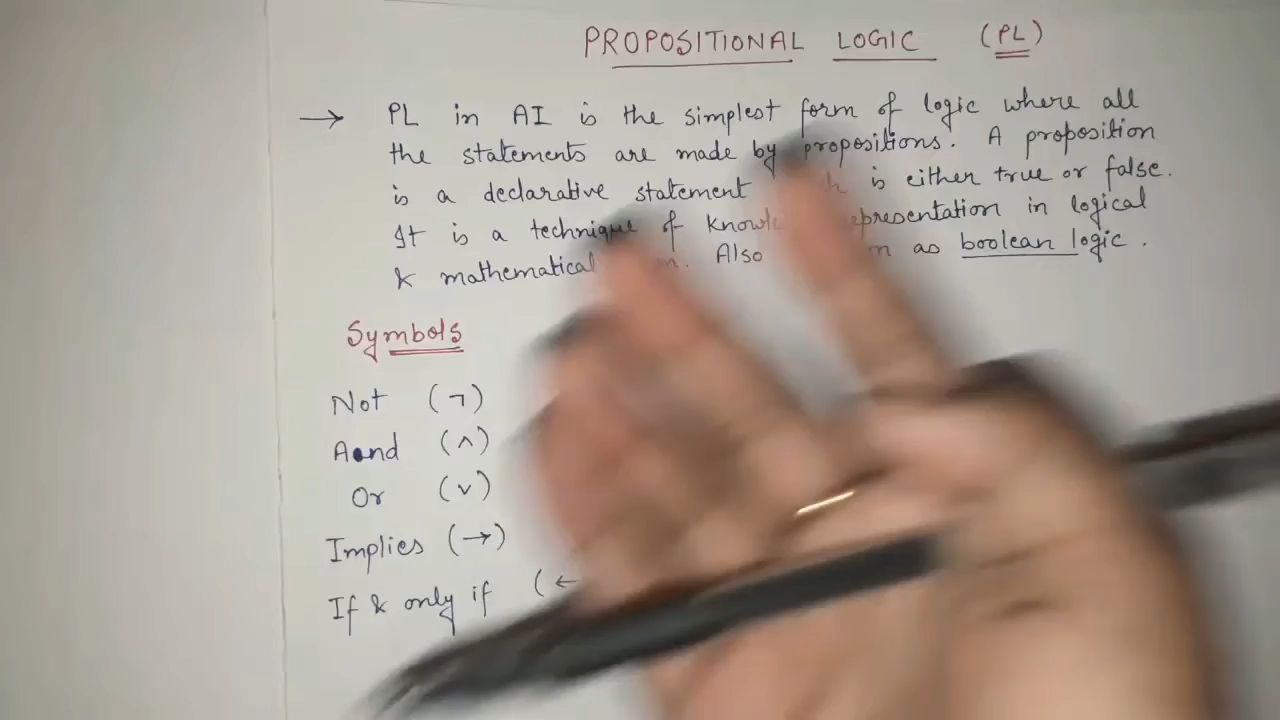 PROPOSITIONAL LOGIC (PL)
→ PL in AI is the simplest form of logic where all
the statements are made by propositions. A proposition
is a declarative statement is either true or false.
It is a technique of in logical
& mathematical Also as boolean logic.
Symbols
Not (¬)
And (∧)
Or (∨)
Implies (→)
If & only if (←